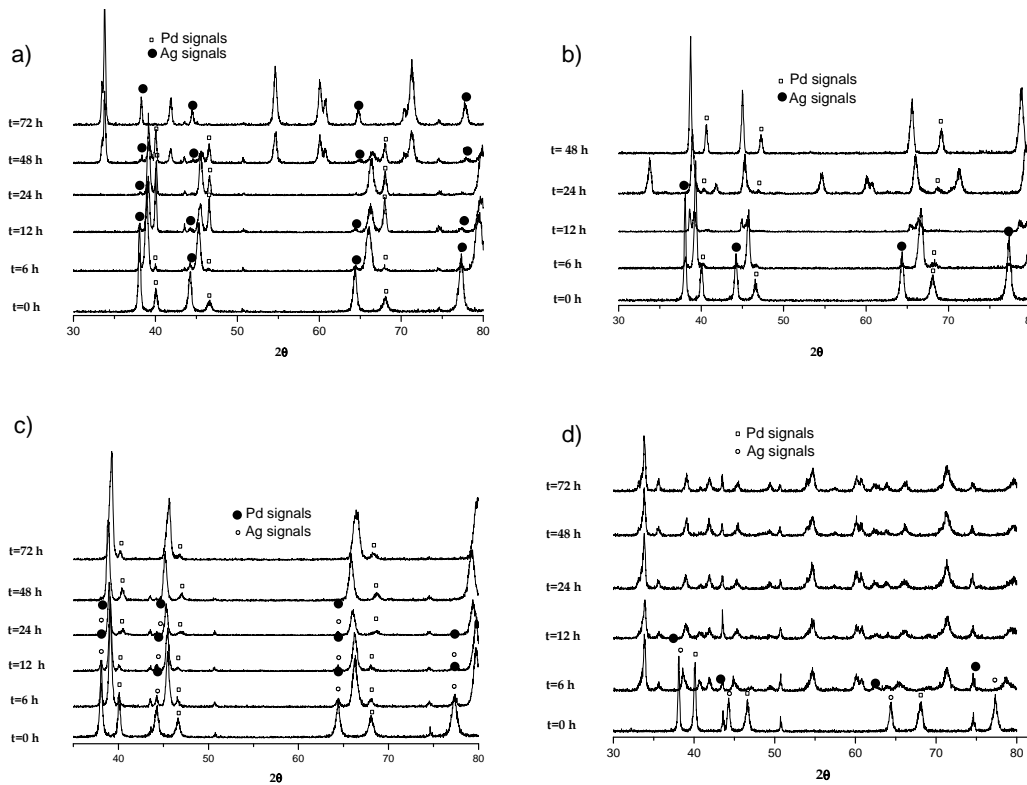 a)
Pd signals
Ag signals
t=72 h
t=48 h
t=24 h
t=12 h
t=6 h
t=0 h
30 40 50 60 70 80
2θ
b)
Pd signals
Ag signals
t= 48 h
t=24 h
t=12 h
t=6 h
t=0 h
30 40 50 60 70 80
2θ
c)
Pd signals
Ag signals
t=72 h
t=48 h
t=24 h
t=12 h
t=6 h
t=0 h
40 60 80
2θ
d)
Pd signals
Ag signals
t=72 h
t=48 h
t=24 h
t=12 h
t=6 h
t=0 h
30 40 50 60 70 80
2θ